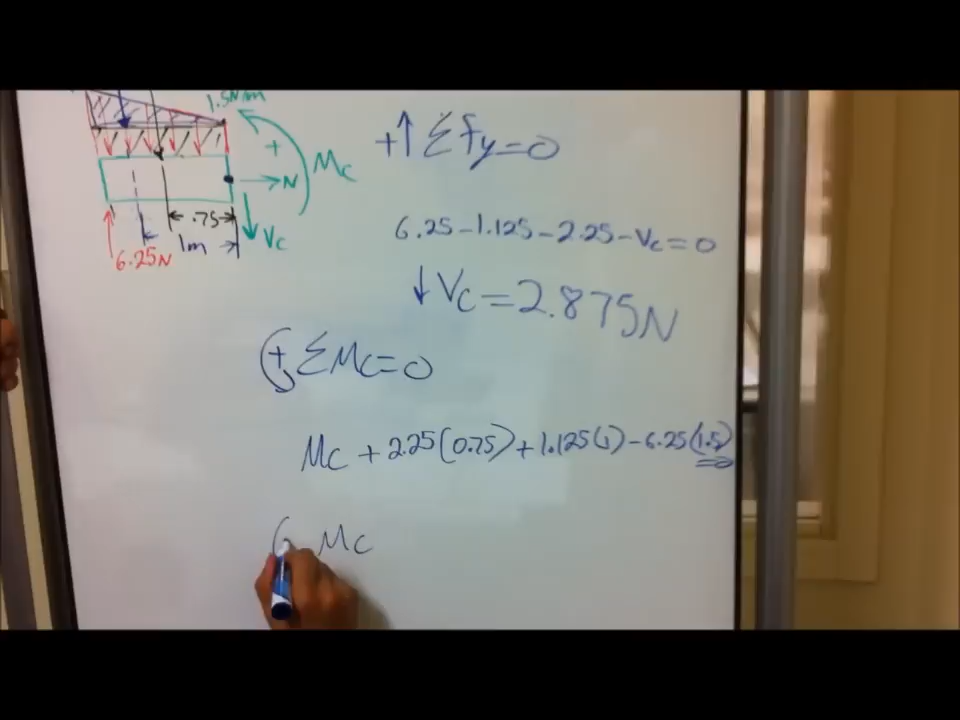 1.5N/m
+
Mc
N
.75
1m
Vc
6.25N
+↑ Σfy=0
6.25-1.125-2.25-Vc=0
↓Vc=2.875N
+ ΣMc=0
Mc+2.25(0.75)+1.125(1)-6.25(1.5)
=0
Mc